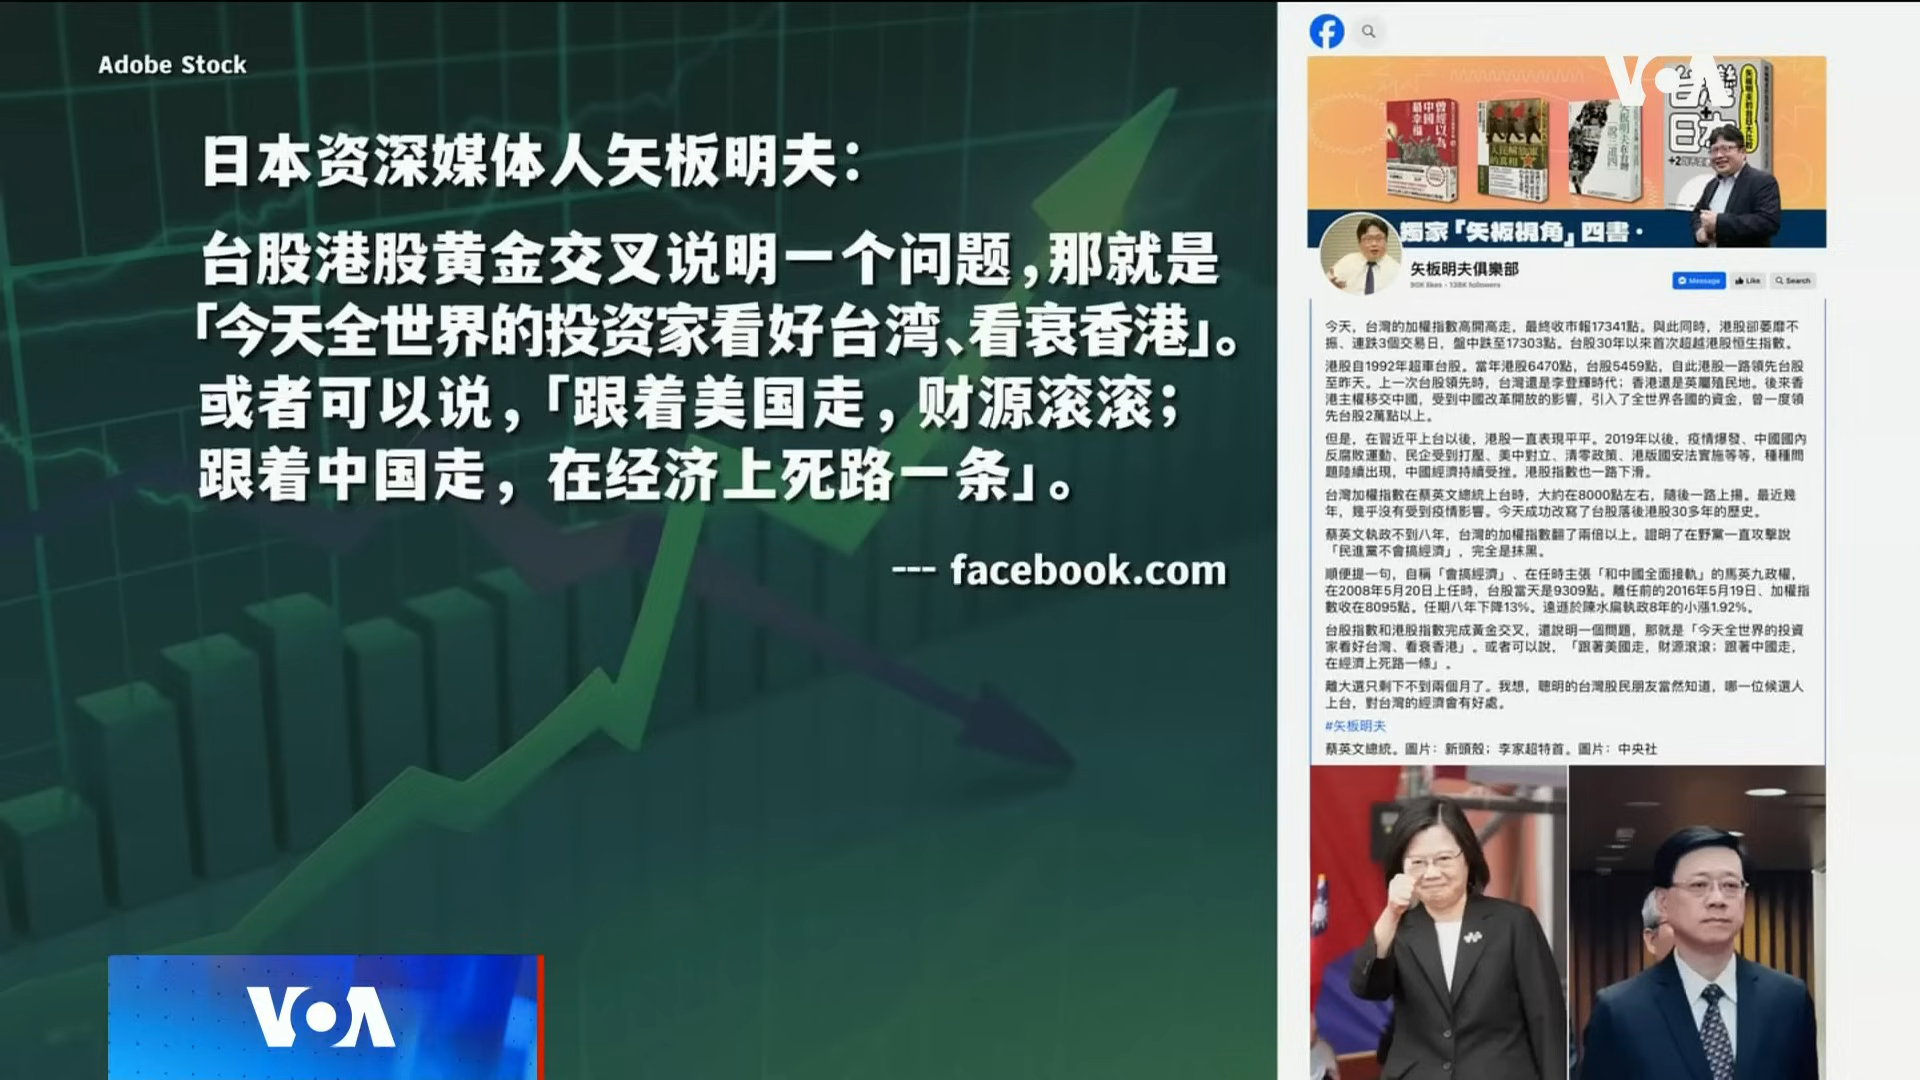 Adobe Stock
日本资深媒体人矢板明夫：
台股港股黄金交叉说明一个问题，那就是
「今天全世界的投资家看好台湾、看衰香港」。
或者可以说，「跟着美国走，财源滚滚；
跟着中国走，在经济上死路一条」。
--- facebook.com
VOA
VOA
獨家「矢板視角」四書・
矢板明夫俱樂部
Message
Like
Search
今天，台灣的加權指數高開高走，最終收市報17341點。與此同時，港股卻萎靡不
振、連跌3個交易日，盤中跌至17303點。台股30年以來首次超越港股恒生指數。
港股自1992年超車台股。當年港股6470點，台股5459點，自此港股一路領先台股
至昨天。上一次台股領先時，台灣還是李登輝時代；香港還是英屬殖民地。後來香
港主權移交中國，受到中國改革開放的影響，引入了全世界各國的資金，曾一度領
先台股2萬點以上。
但是，在習近平上台以後，港股一直表現平平。2019年以後，疫情爆發、中國國內
反腐敗運動、民企受到打壓、美中對立、清零政策、港版國安法實施等等，種種問
題陸續出現，中國經濟持續受挫。港股指數也一路下滑。
台灣加權指數在蔡英文總統上台時，大約在8000點左右，隨後一路上揚。最近幾
年，幾乎沒有受到疫情影響。今天成功改寫了台股落後港股30多年的歷史。
蔡英文執政不到八年，台灣的加權指數翻了兩倍以上。證明了在野黨一直攻擊說
「民進黨不會搞經濟」，完全是抹黑。
順便提一句，自稱「會搞經濟」、在任時主張「和中國全面接軌」的馬英九政權，
在2008年5月20日上任時，台股當天是9309點。離任前的2016年5月19日、加權指
數收在8095點。任期八年下降13%。遠遜於陳水扁執政8年的小漲1.92%。
台股指數和港股指數完成黃金交叉，還說明一個問題，那就是「今天全世界的投資
家看好台灣、看衰香港」。或者可以說，「跟著美國走，財源滾滾；跟著中國走，
在經濟上死路一條」。
離大選只剩下不到兩個月了。我想，聰明的台灣股民朋友當然知道，哪一位候選人
上台，對台灣的經濟會有好處。
#矢板明夫
蔡英文總統。圖片：新頭殼；李家超特首。圖片：中央社